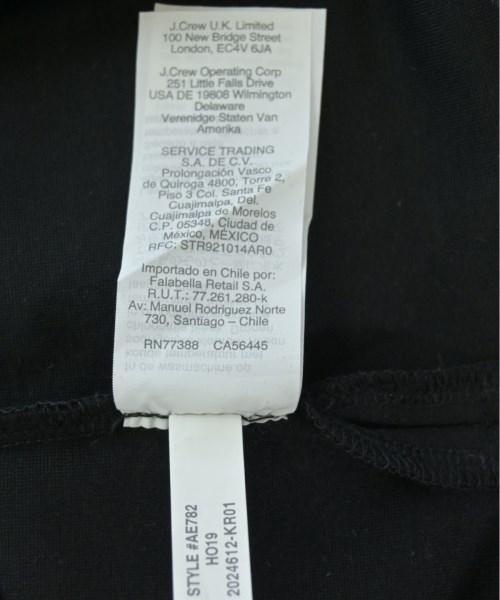 J.Crew U.K. Limited
100 New Bridge Street
London, EC4V 6JA
J.Crew Operating Corp
251 Little Falls Drive
USA DE 19808 Wilmington
Delaware
Verenidge Staten Van
Amerika
SERVICE TRADING
S.A. DE C.V.
Prolongación Vasco
de Quiroga 4800, Torre 2,
Piso 3 Col. Santa Fe
Cuajimalpa, Del.
Cuajimalpa de Morelos
C.P. 05348, Ciudad de
México, MÉXICO
RFC: STR921014AR0
Importado en Chile por:
Falabella Retail S.A.
R.U.T.: 77.261.280-k
Av: Manuel Rodriguez Norte
730, Santiago – Chile
RN77388 CA56445
STYLE #AE782
HO19
2024612-KR01